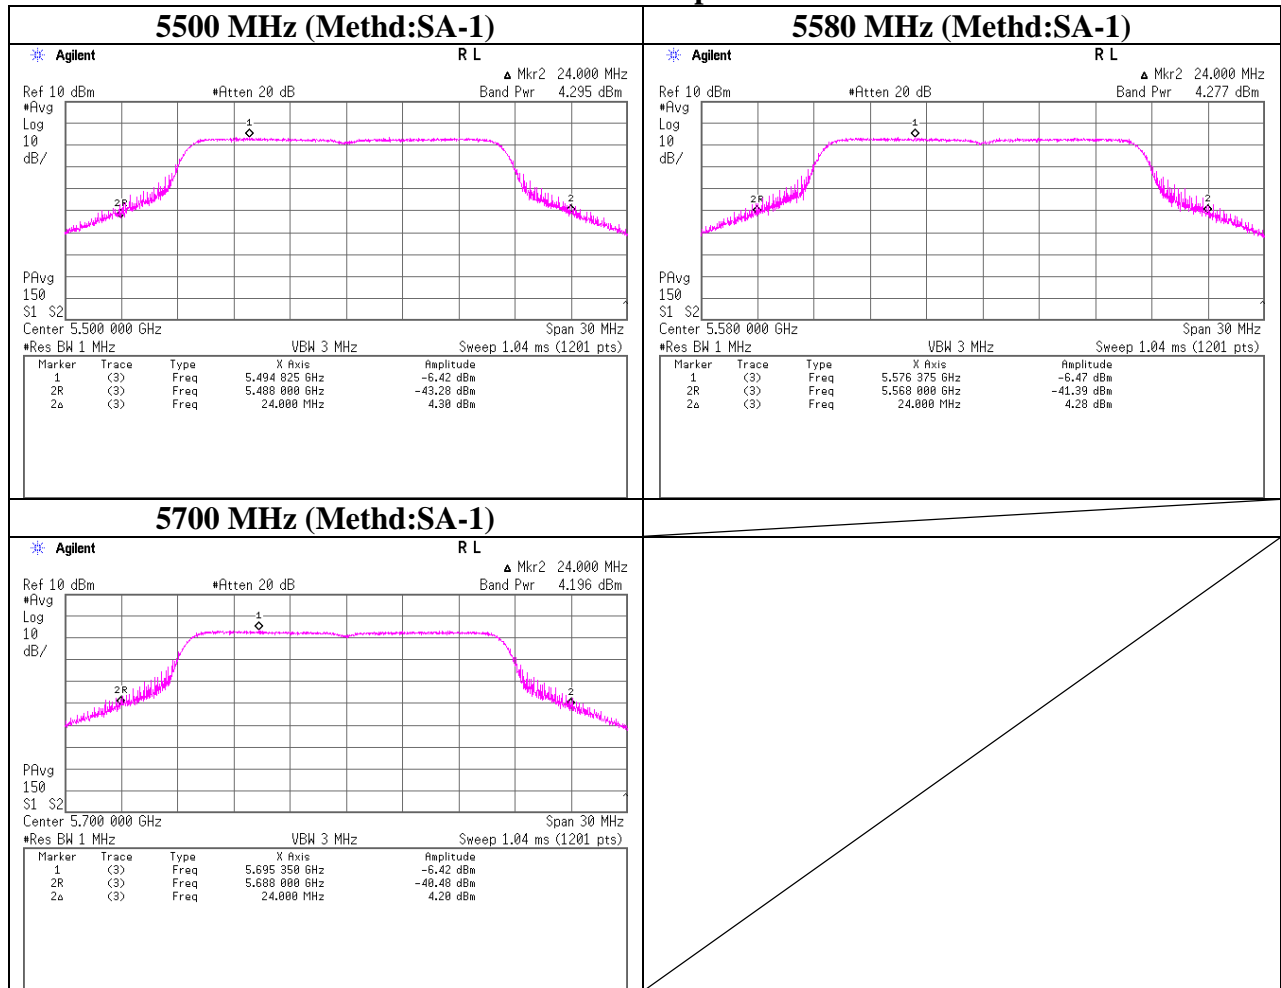 5500 MHz (Methd:SA-1)
Agilent R L
Δ Mkr2 24.000 MHz
Ref 10 dBm #Atten 20 dB Band Pwr 4.295 dBm
#Avg
Log
10
dB/
1
2R
2
PAvg
150
S1 S2
Center 5.500 000 GHz Span 30 MHz
#Res BW 1 MHz VBW 3 MHz Sweep 1.04 ms (1201 pts)
Marker Trace Type X Axis Amplitude
1 (3) Freq 5.494 825 GHz -6.42 dBm
2R (3) Freq 5.488 000 GHz -43.28 dBm
2Δ (3) Freq 24.000 MHz 4.30 dBm
5580 MHz (Methd:SA-1)
Agilent R L
Δ Mkr2 24.000 MHz
Ref 10 dBm #Atten 20 dB Band Pwr 4.277 dBm
#Avg
Log
10
dB/
1
2R
2
PAvg
150
S1 S2
Center 5.580 000 GHz Span 30 MHz
#Res BW 1 MHz VBW 3 MHz Sweep 1.04 ms (1201 pts)
Marker Trace Type X Axis Amplitude
1 (3) Freq 5.576 375 GHz -6.47 dBm
2R (3) Freq 5.568 000 GHz -41.39 dBm
2Δ (3) Freq 24.000 MHz 4.28 dBm
5700 MHz (Methd:SA-1)
Agilent R L
Δ Mkr2 24.000 MHz
Ref 10 dBm #Atten 20 dB Band Pwr 4.196 dBm
#Avg
Log
10
dB/
1
2R
2
PAvg
150
S1 S2
Center 5.700 000 GHz Span 30 MHz
#Res BW 1 MHz VBW 3 MHz Sweep 1.04 ms (1201 pts)
Marker Trace Type X Axis Amplitude
1 (3) Freq 5.695 350 GHz -6.42 dBm
2R (3) Freq 5.688 000 GHz -40.48 dBm
2Δ (3) Freq 24.000 MHz 4.20 dBm